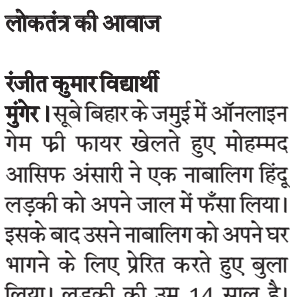 लोकतंत्र की आवाज
रंजीत कुमार विद्यार्थी
मुंगेर । सूबे बिहार के जमुई में ऑनलाइन
गेम फ्री फायर खेलते हुए मोहम्मद
आसिफ अंसारी ने एक नाबालिग हिंदू
लड़की को अपने जाल में फँसा लिया।
इसके बाद उसने नाबालिग को अपने घर
भागने के लिए प्रेरित करते हुए बुला
लिया। लड़की की उम्र 14 साल है।